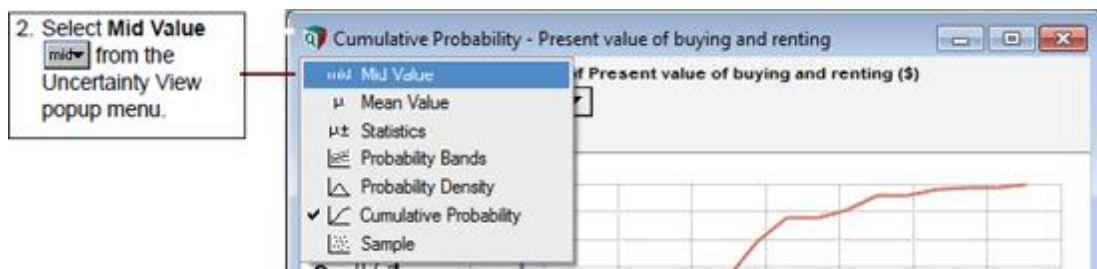 2. Select Mid Value
mid from the
Uncertainty View
popup menu.
Cumulative Probability - Present value of buying and renting
f Present value of buying and renting ($)
mid Mid Value
μ Mean Value
μ± Statistics
Probability Bands
Probability Density
✓ Cumulative Probability
Sample